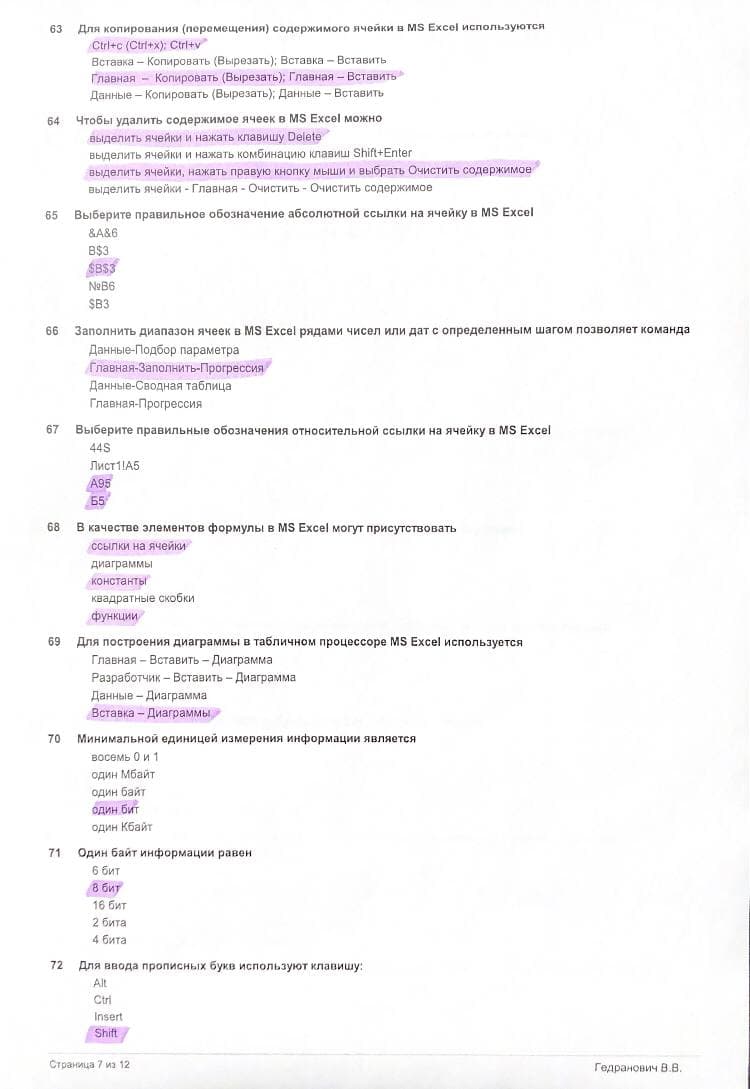 63 Для копирования (перемещения) содержимого ячейки в MS Excel используются
Ctrl+c (Ctrl+x); Ctrl+v
Вставка – Копировать (Вырезать); Вставка – Вставить
Главная – Копировать (Вырезать); Главная – Вставить
Данные – Копировать (Вырезать); Данные – Вставить
64 Чтобы удалить содержимое ячеек в MS Excel можно
выделить ячейки и нажать клавишу Delete
выделить ячейки и нажать комбинацию клавиш Shift+Enter
выделить ячейки, нажать правую кнопку мыши и выбрать Очистить содержимое
выделить ячейки - Главная - Очистить - Очистить содержимое
65 Выберите правильное обозначение абсолютной ссылки на ячейку в MS Excel
&A&6
B$3
$B$3
№B6
$B3
66 Заполнить диапазон ячеек в MS Excel рядами чисел или дат с определенным шагом позволяет команда
Данные-Подбор параметра
Главная-Заполнить-Прогрессия
Данные-Сводная таблица
Главная-Прогрессия
67 Выберите правильные обозначения относительной ссылки на ячейку в MS Excel
44S
Лист1!A5
A95
Б5
68 В качестве элементов формулы в MS Excel могут присутствовать
ссылки на ячейки
диаграммы
константы
квадратные скобки
функции
69 Для построения диаграммы в табличном процессоре MS Excel используется
Главная – Вставить – Диаграмма
Разработчик – Вставить – Диаграмма
Данные – Диаграмма
Вставка – Диаграммы
70 Минимальной единицей измерения информации является
восемь 0 и 1
один Мбайт
один байт
один бит
один Кбайт
71 Один байт информации равен
6 бит
8 бит
16 бит
2 бита
4 бита
72 Для ввода прописных букв используют клавишу:
Alt
Ctrl
Insert
Shift
Страница 7 из 12
Гедранович В.В.